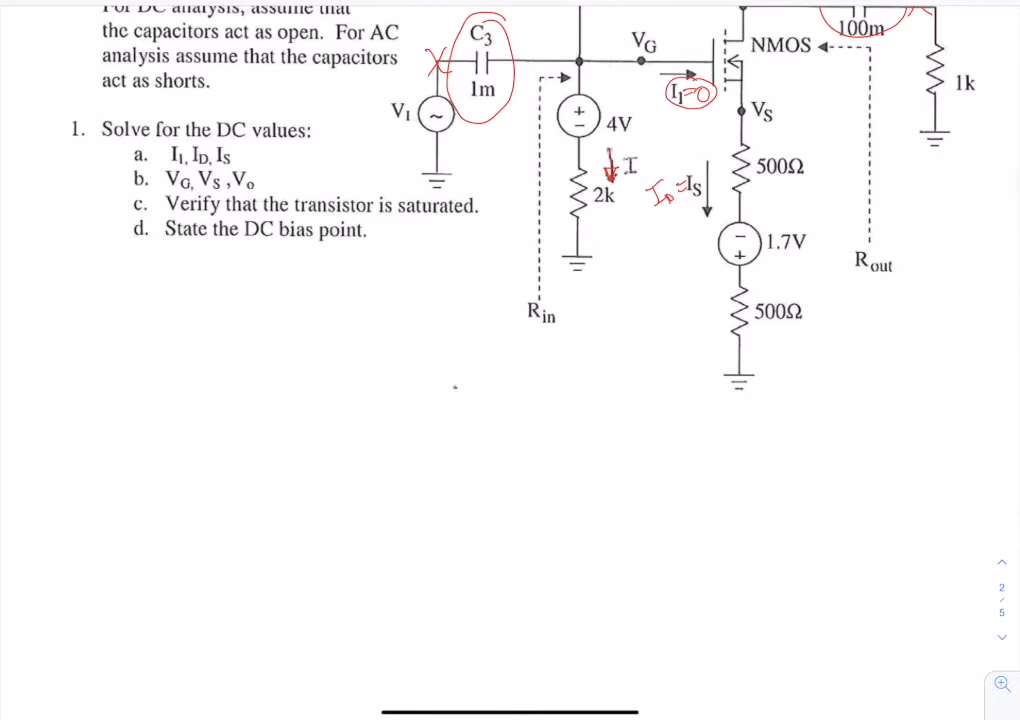 the capacitors act as open. For AC
analysis assume that the capacitors
act as shorts.
1. Solve for the DC values:
a. I1, ID, IS
b. VG, VS ,Vo
c. Verify that the transistor is saturated.
d. State the DC bias point.
C3
1m
VI
~
VG
I1=0
NMOS
100m
1k
+
−
4V
I
2k
ID = IS
VS
500Ω
−
+
1.7V
500Ω
Rin
Rout
2
/
5